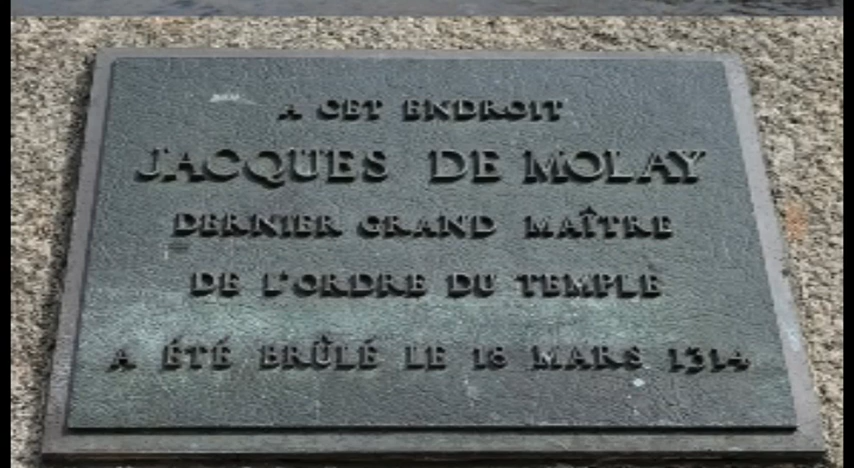 A CET ENDROIT
JACQUES DE MOLAY
DERNIER GRAND MAÎTRE
DE L'ORDRE DU TEMPLE
A ÉTÉ BRÛLÉ LE 18 MARS 1314